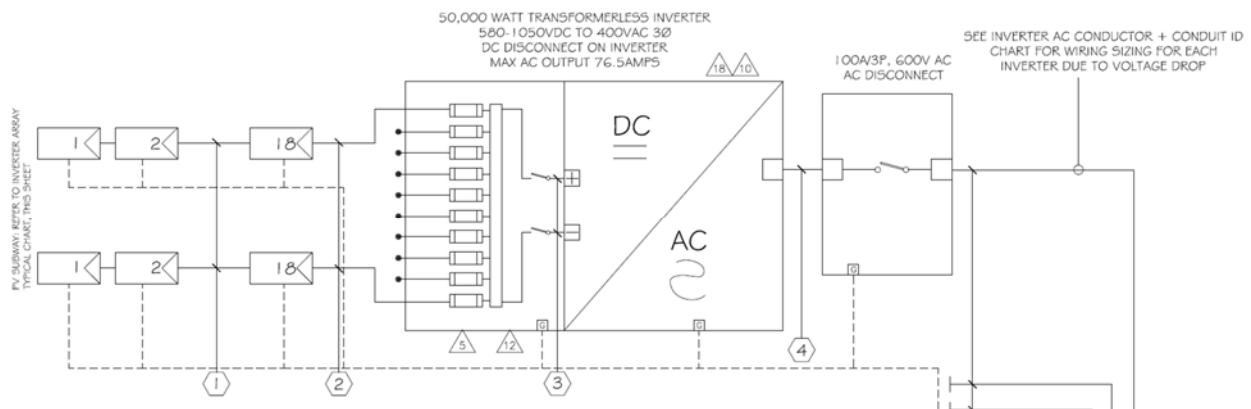 50,000 WATT TRANSFORMERLESS INVERTER
580-1050VDC TO 400VAC 3Ø
DC DISCONNECT ON INVERTER
MAX AC OUTPUT 76.5AMPS
18 10
100A/3P, 600V AC
AC DISCONNECT
SEE INVERTER AC CONDUCTOR + CONDUIT ID
CHART FOR WIRING SIZING FOR EACH
INVERTER DUE TO VOLTAGE DROP
PV SUBWAY: REFER TO INVERTER ARRAY
TYPICAL CHART, THIS SHEET
1 2 18
1 2 18
DC
AC
+
−
G
G
G
5 12
1
2
3
4